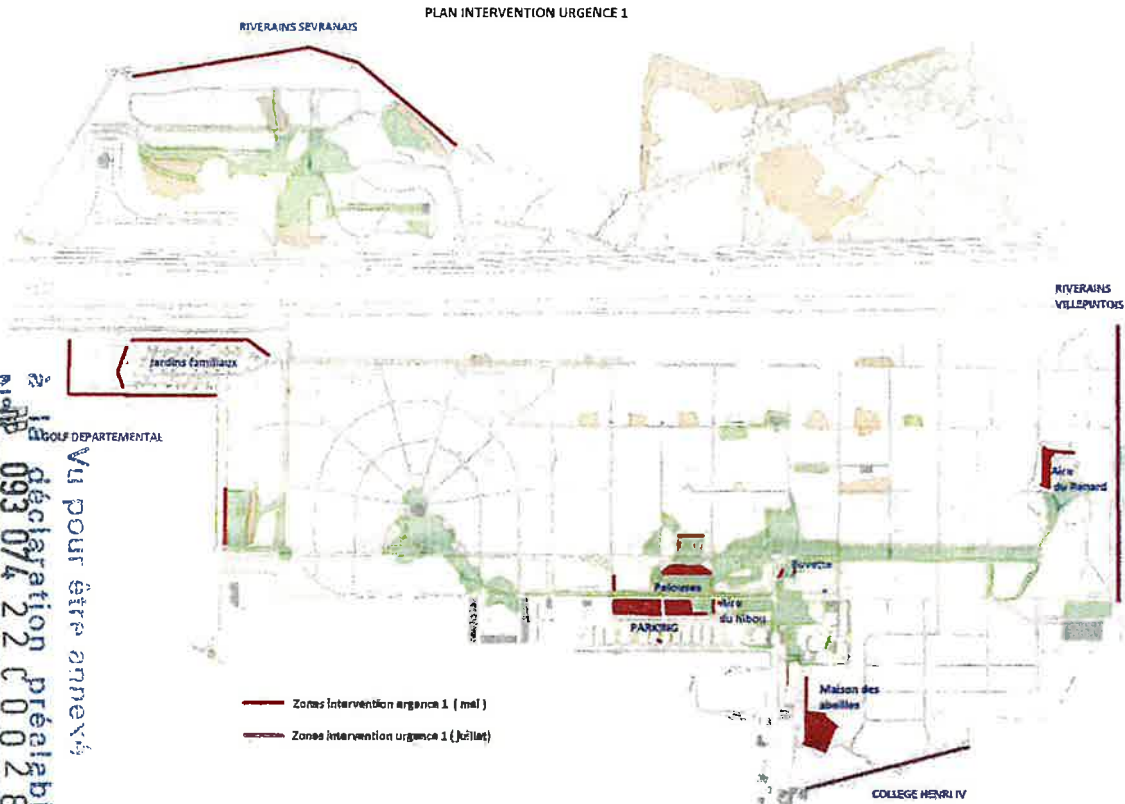 PLAN INTERVENTION URGENCE 1
RIVERAINS SEVRANAIS
RIVERAINS
VILLEPINTOIS
Jardins familiaux
GOLF DEPARTEMENTAL
Aire
du Renard
Buvette
Pelouses
Aire
du hibou
PARKING
Maison des
abeilles
Zones intervention urgence 1 ( mai )
Zones intervention urgence 1 (juillet)
COLLEGE HENRI IV
Vu pour être annexé
à la déclaration préalable
093 074 22 C 0028